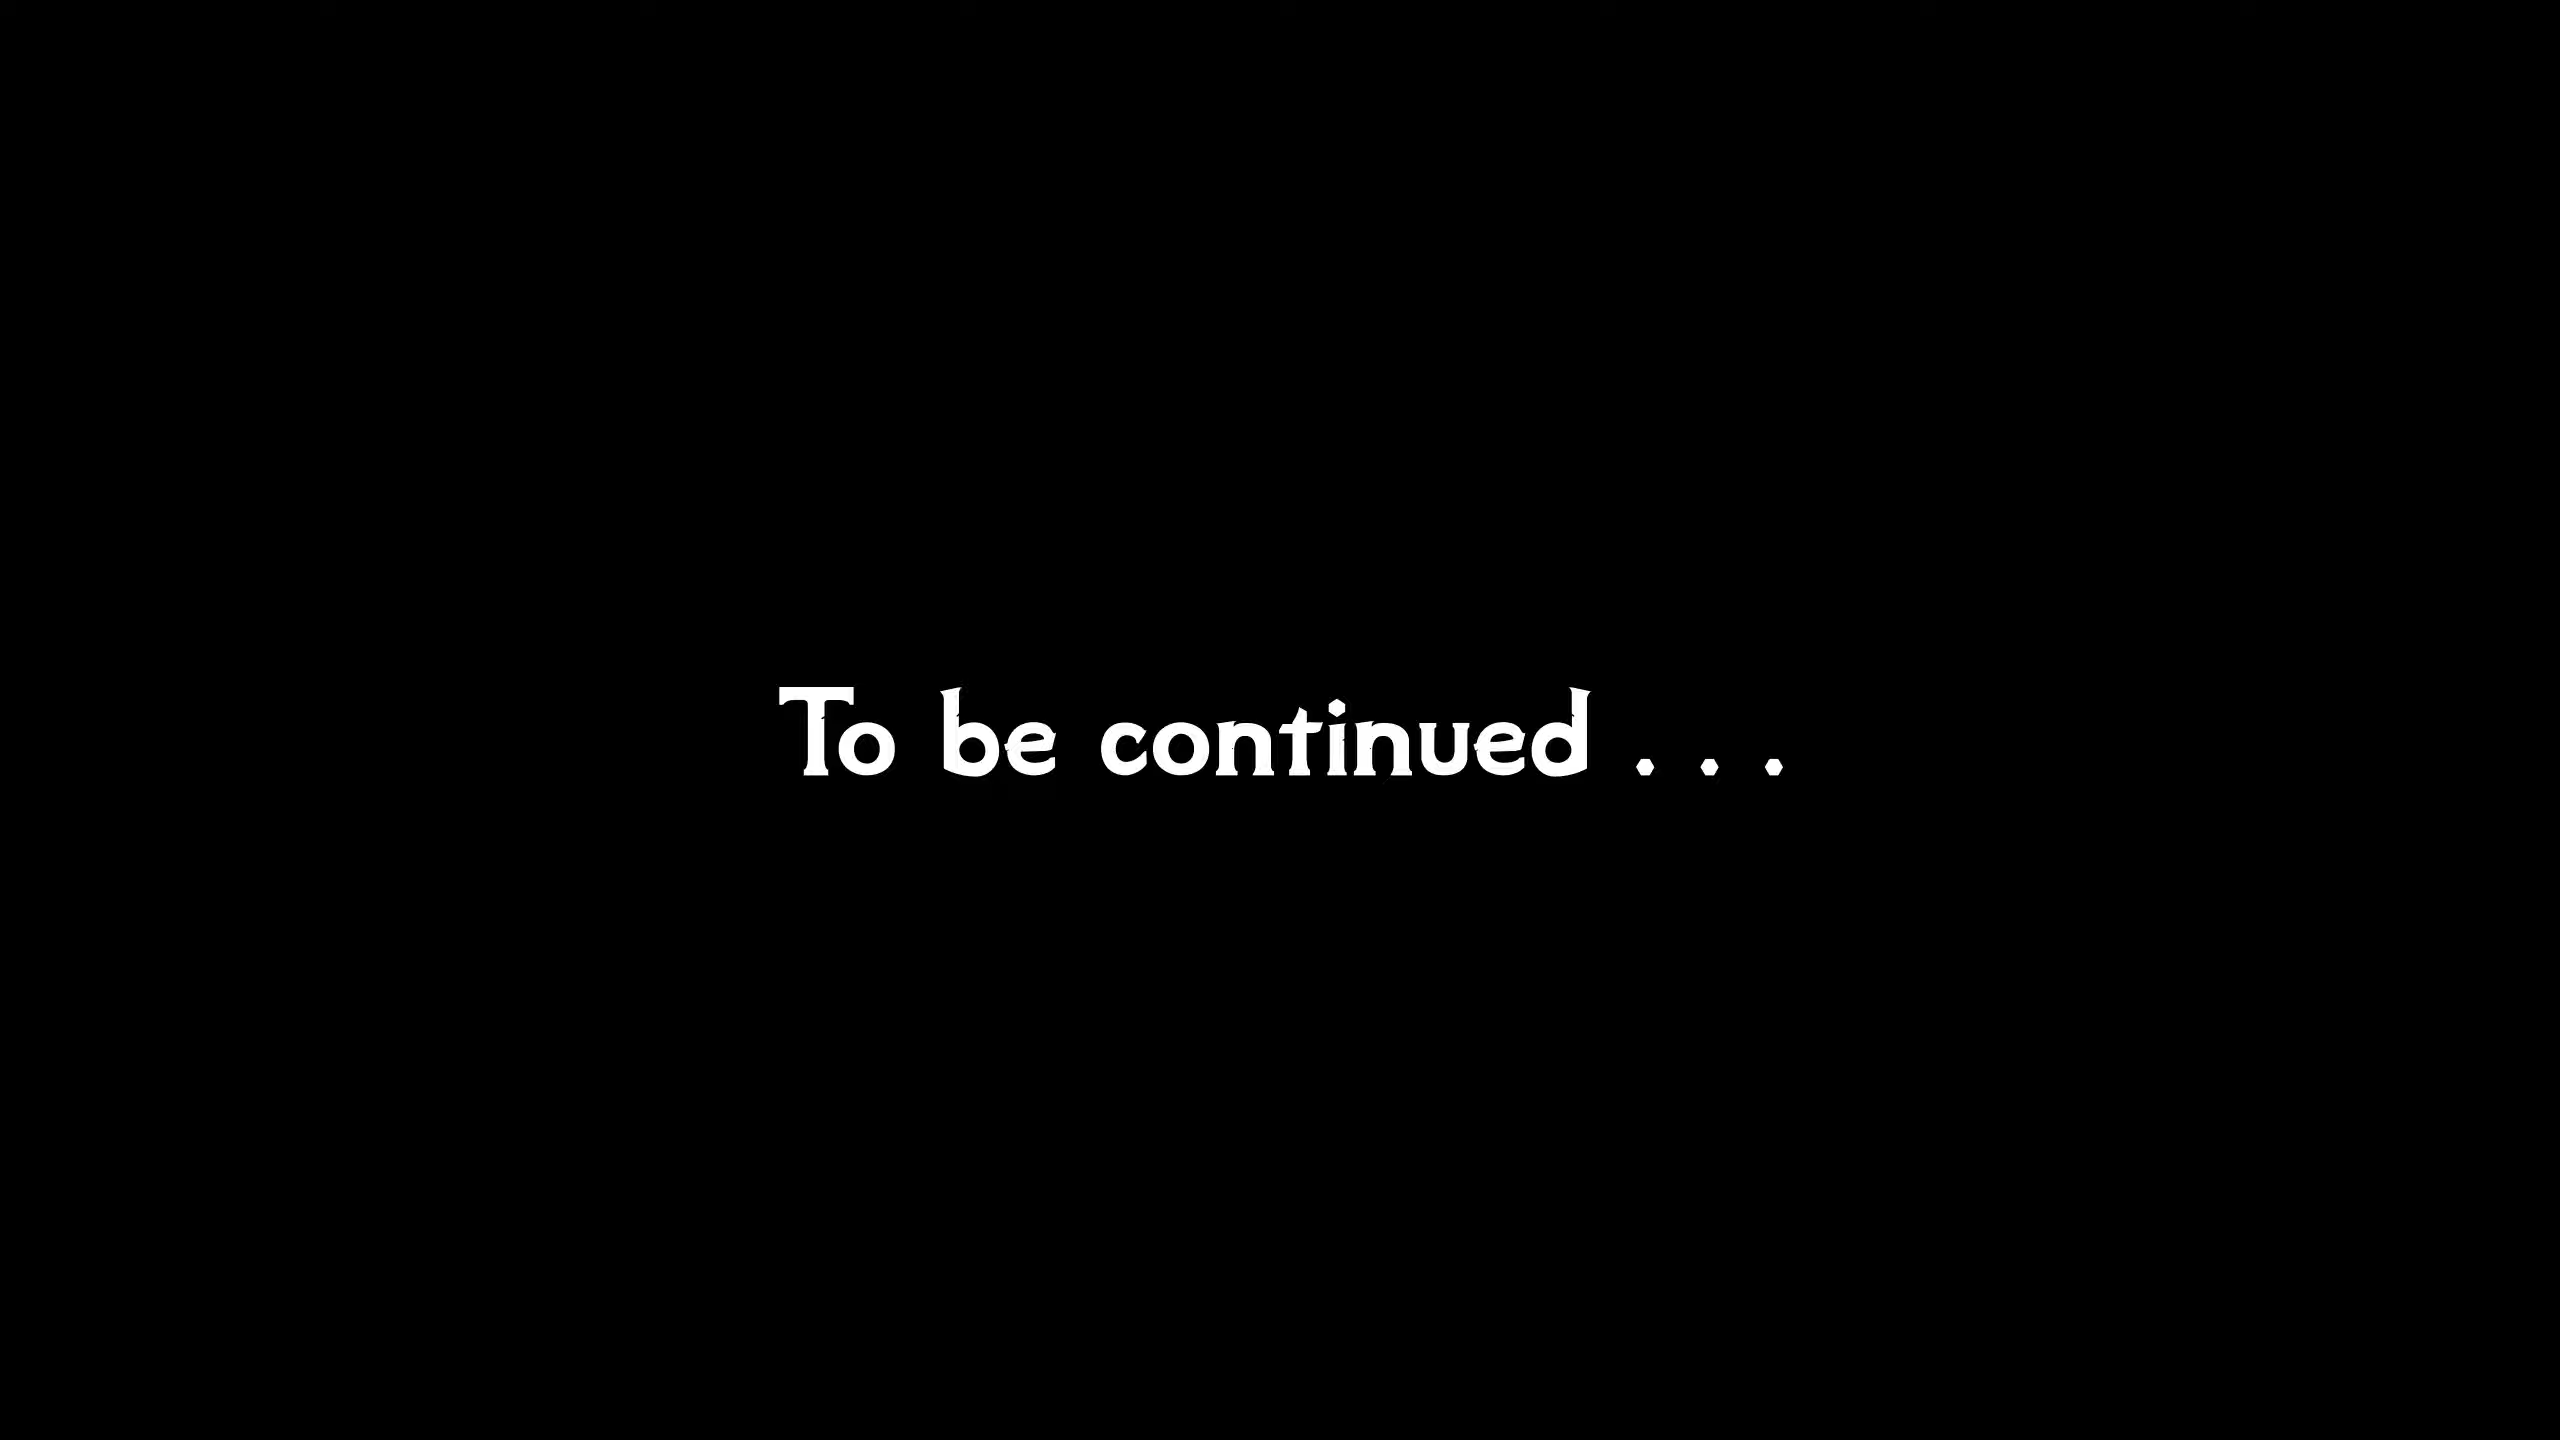 To be continued . . .